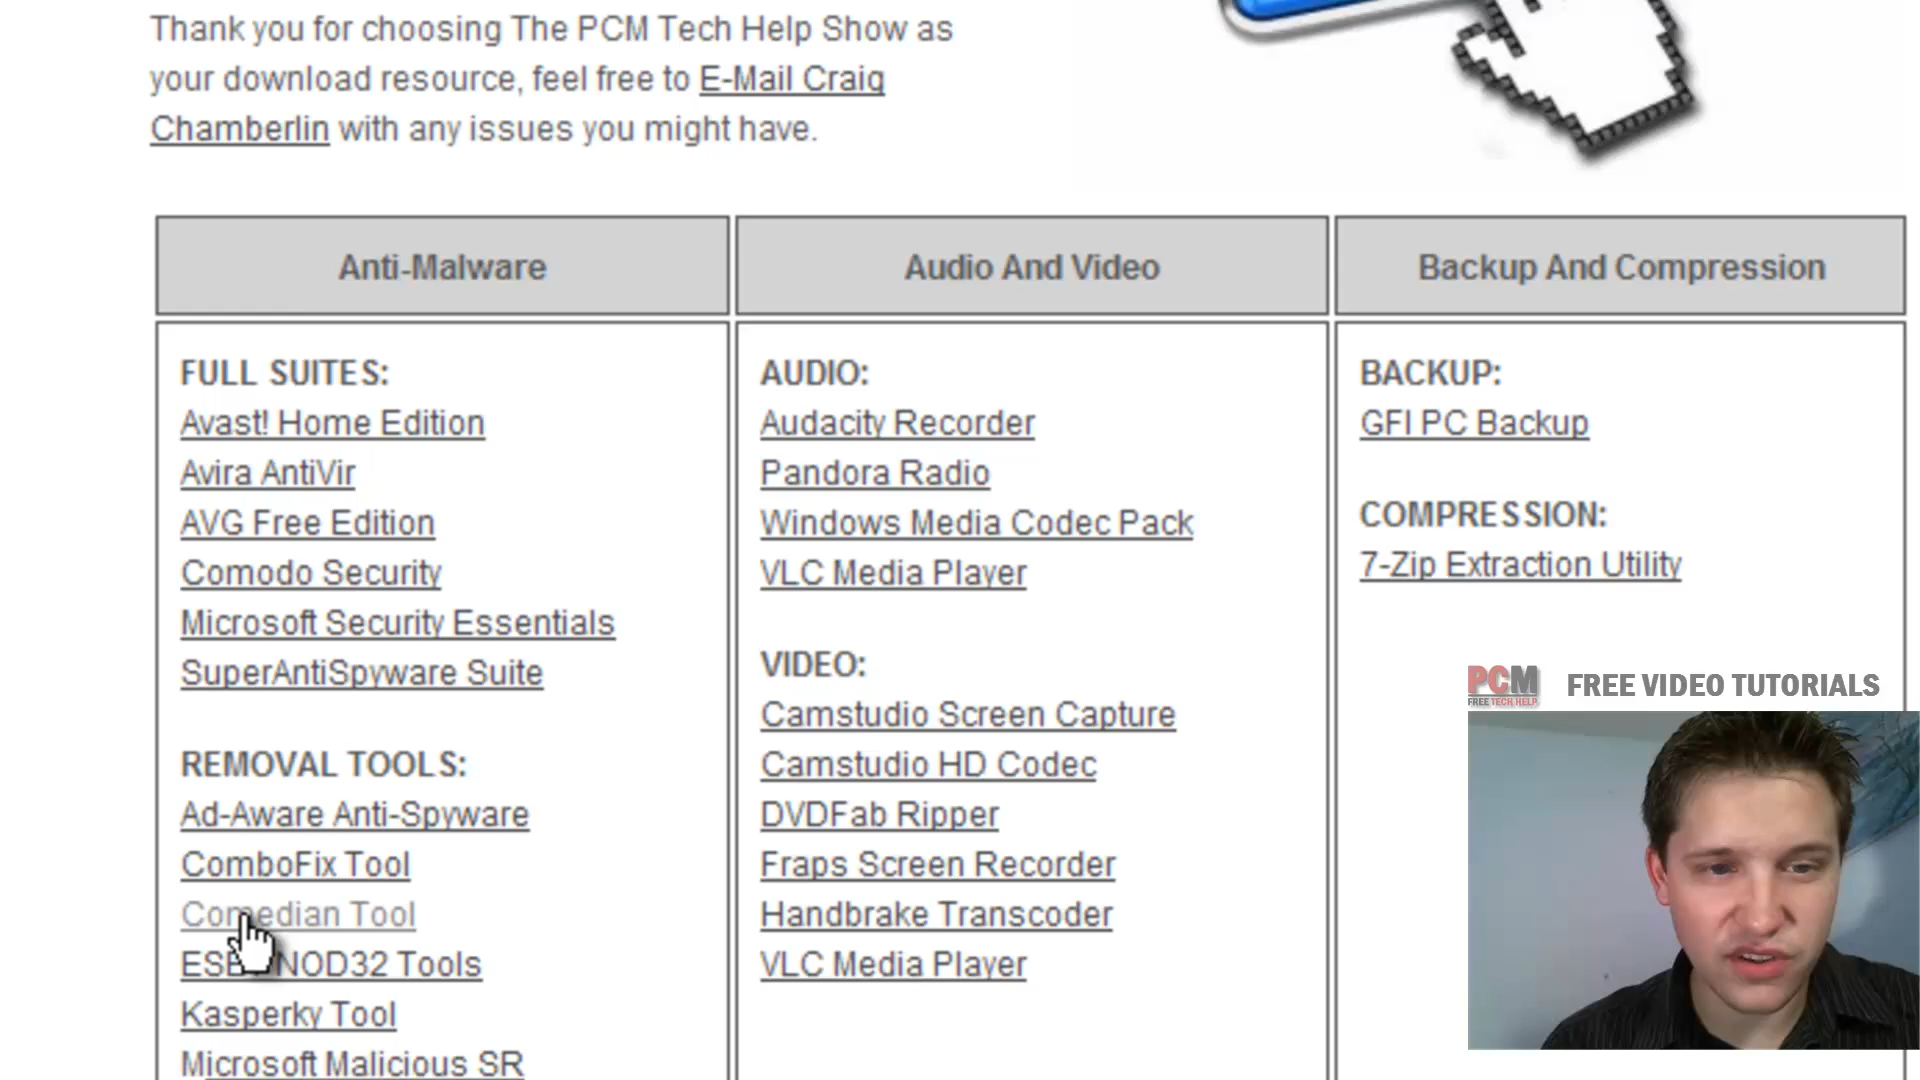 Thank you for choosing The PCM Tech Help Show as
your download resource, feel free to E-Mail Craig
Chamberlin with any issues you might have.
Anti-Malware
FULL SUITES:
Avast! Home Edition
Avira AntiVir
AVG Free Edition
Comodo Security
Microsoft Security Essentials
SuperAntiSpyware Suite
REMOVAL TOOLS:
Ad-Aware Anti-Spyware
ComboFix Tool
Comedian Tool
NOD32 Tools
Kasperky Tool
Microsoft Malicious SR
Audio And Video
AUDIO:
Audacity Recorder
Pandora Radio
Windows Media Codec Pack
VLC Media Player
VIDEO:
Camstudio Screen Capture
Camstudio HD Codec
DVDFab Ripper
Fraps Screen Recorder
Handbrake Transcoder
VLC Media Player
Backup And Compression
BACKUP:
GFI PC Backup
COMPRESSION:
7-Zip Extraction Utility
PCM
FREE TECH HELP
FREE VIDEO TUTORIALS